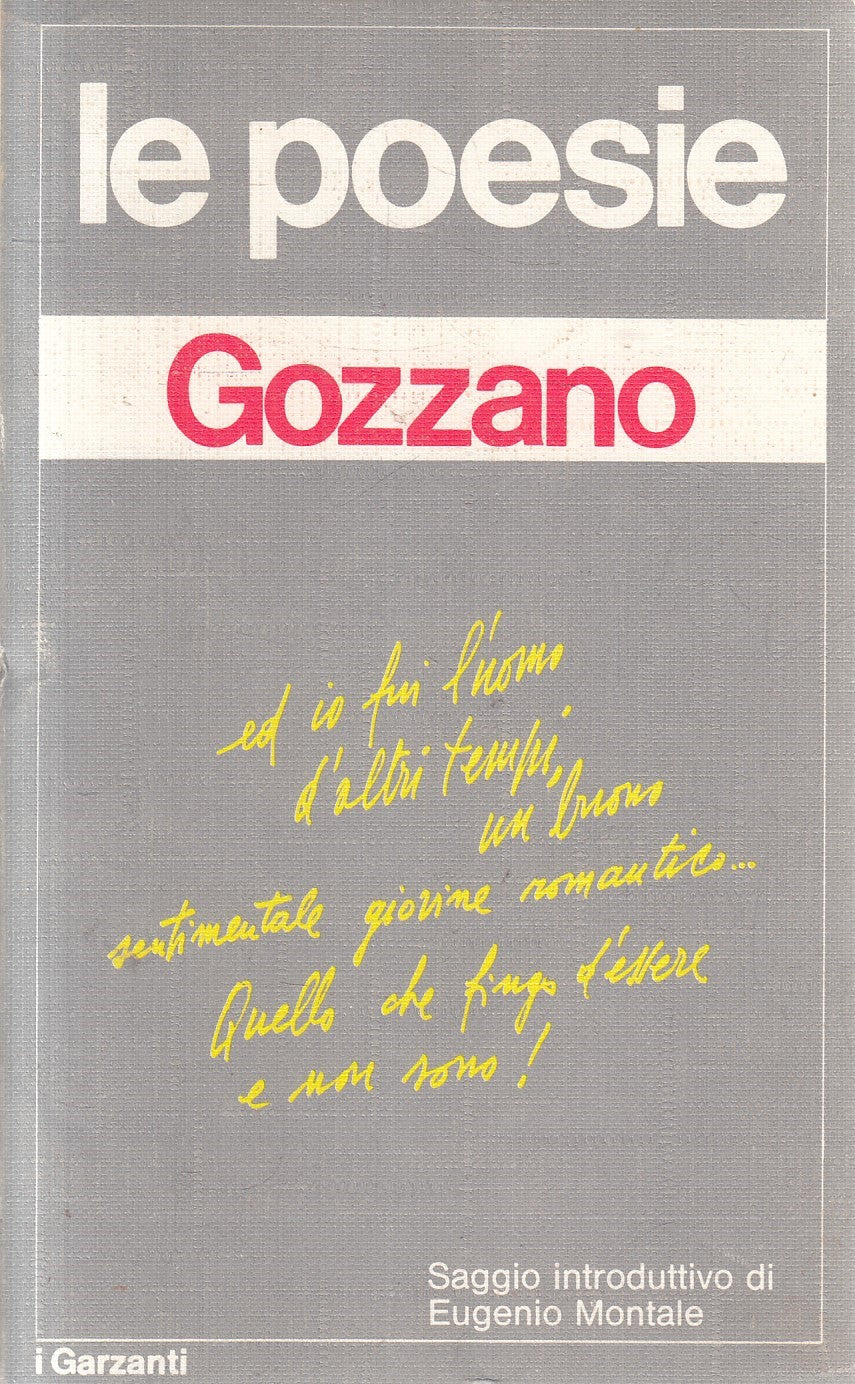 le poesie
Gozzano
ed io fui l'uomo
d'altri tempi,
un buono
sentimentale giovine romantico...
Quello che fingo d'essere
e non sono!
Saggio introduttivo di
Eugenio Montale
i Garzanti